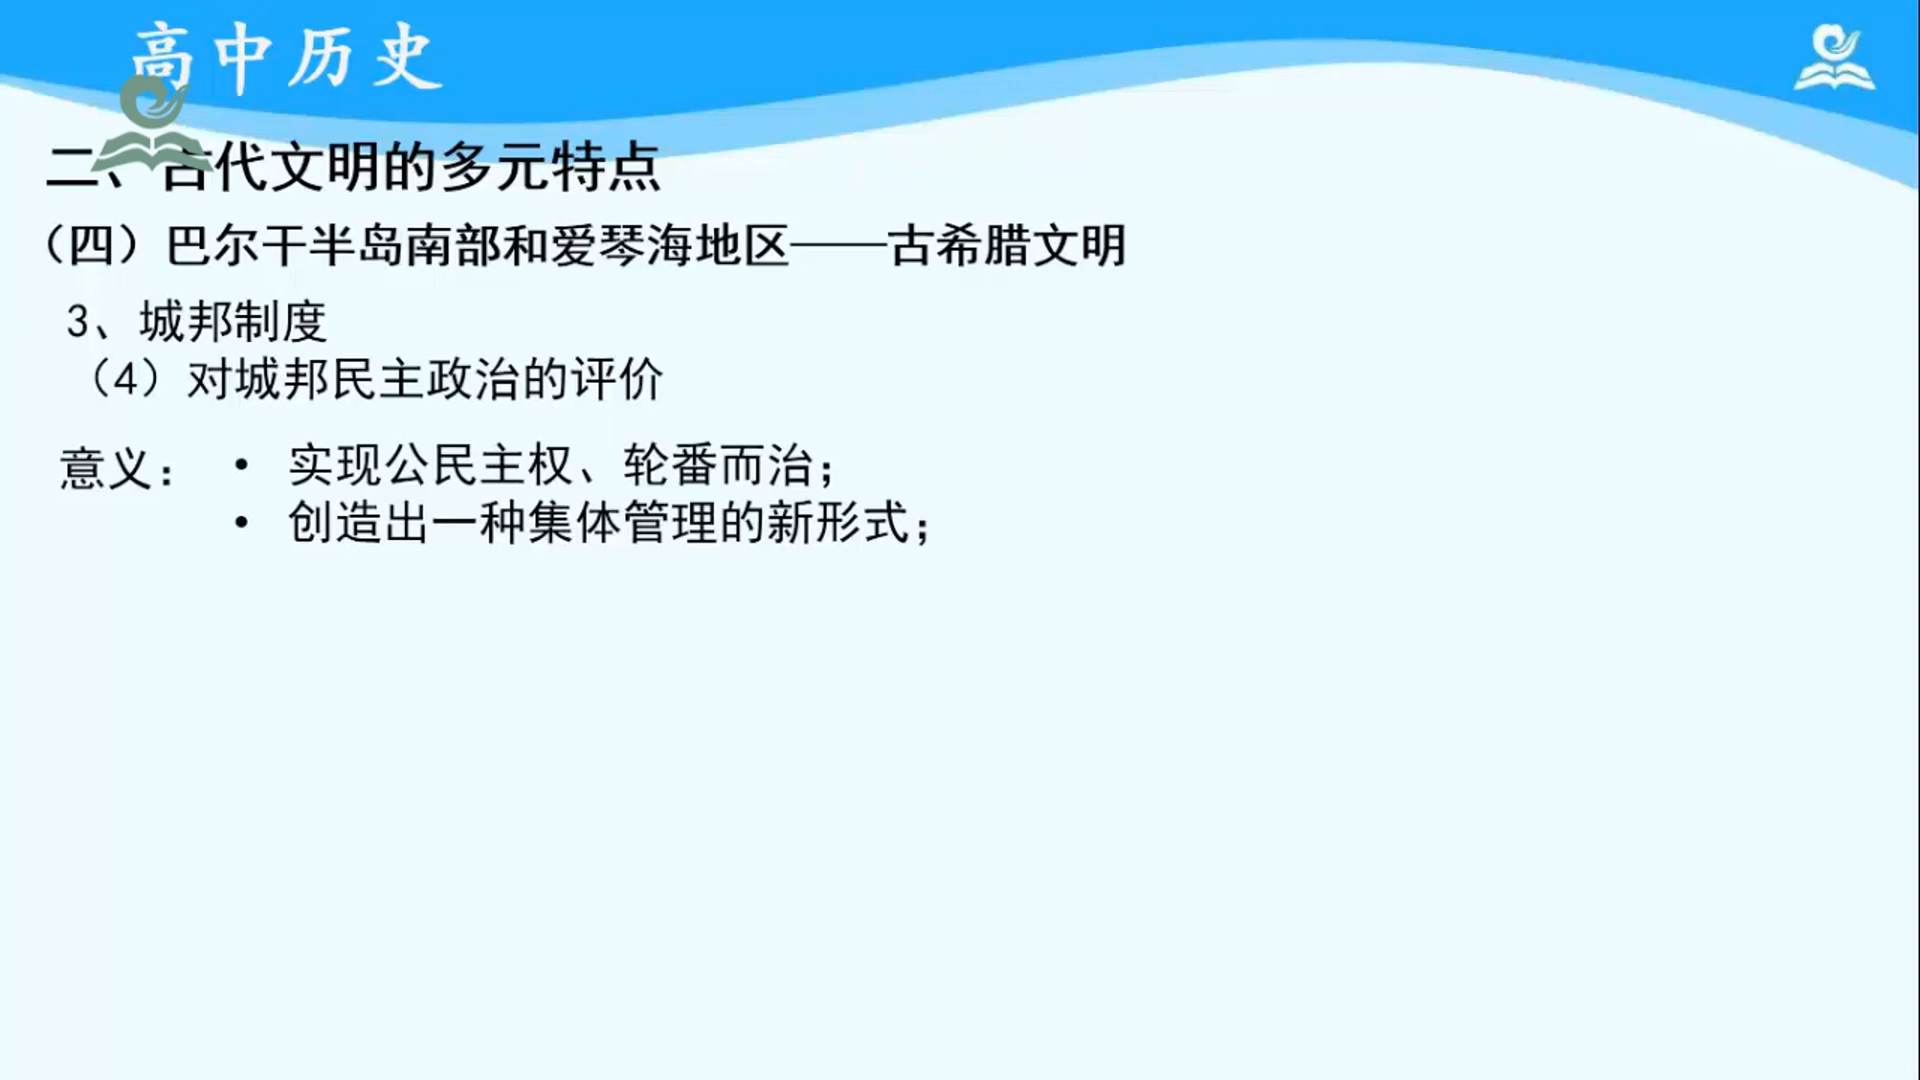 高中历史
二、古代文明的多元特点
（四）巴尔干半岛南部和爱琴海地区——古希腊文明
3、城邦制度
（4）对城邦民主政治的评价
意义： • 实现公民主权、轮番而治；
• 创造出一种集体管理的新形式；